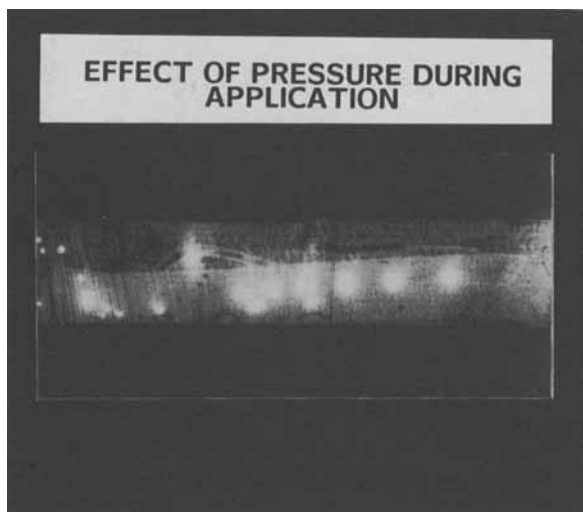 EFFECT OF PRESSURE DURING
APPLICATION